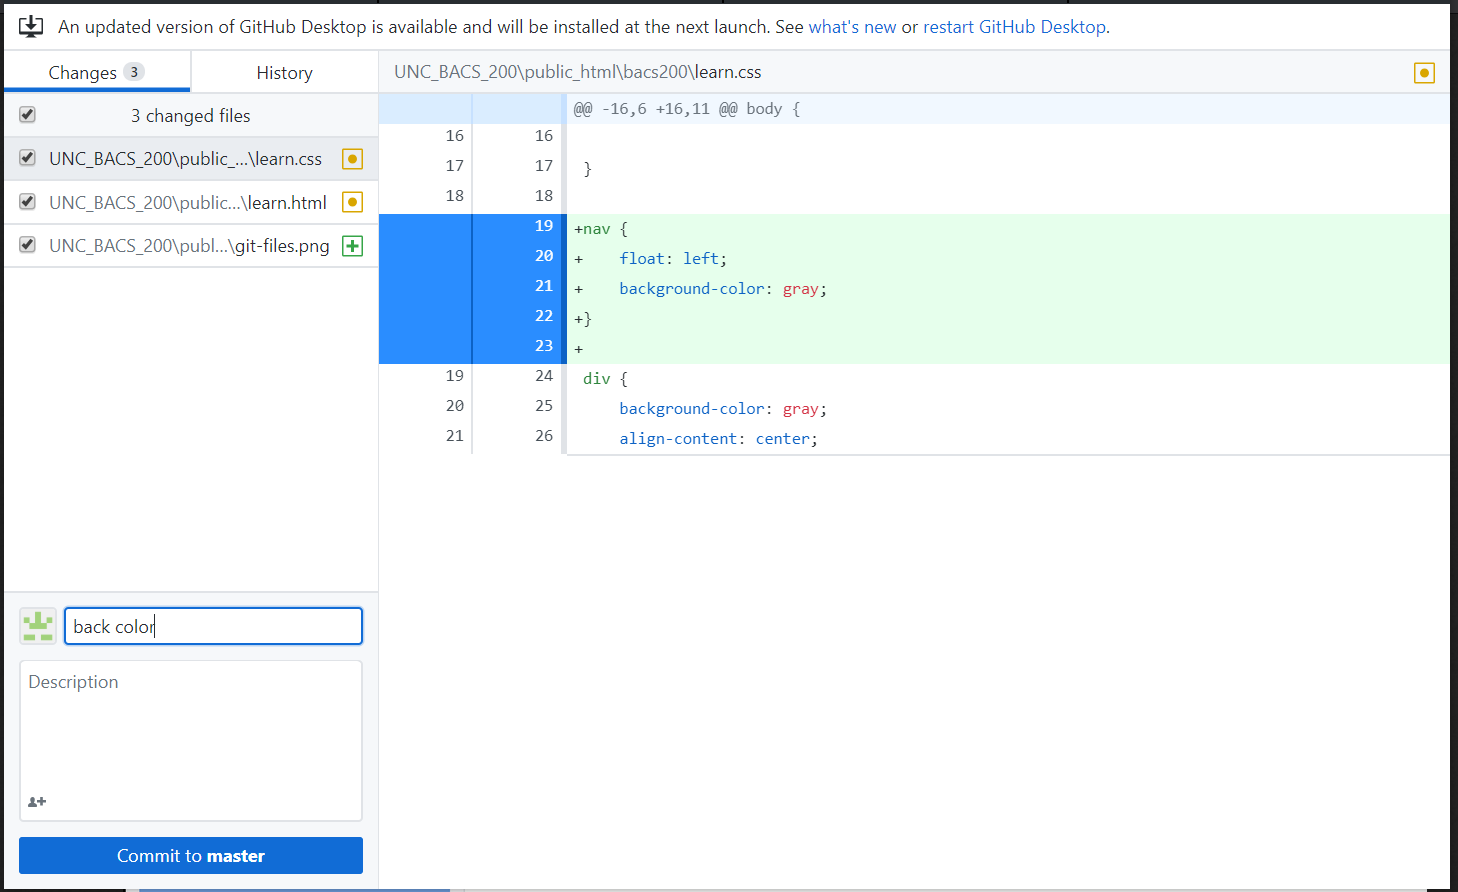 An updated version of GitHub Desktop is available and will be installed at the next launch. See what's new or restart GitHub Desktop.
Changes 3
History
UNC_BACS_200\public_html\bacs200\learn.css
3 changed files
UNC_BACS_200\public_...\learn.css
UNC_BACS_200\public...\learn.html
UNC_BACS_200\publ...\git-files.png
@@ -16,6 +16,11 @@ body {
16 16
17 17 }
18 18
19 +nav {
20 + float: left;
21 + background-color: gray;
22 +}
23 +
19 24 div {
20 25 background-color: gray;
21 26 align-content: center;
back color
Description
Commit to master